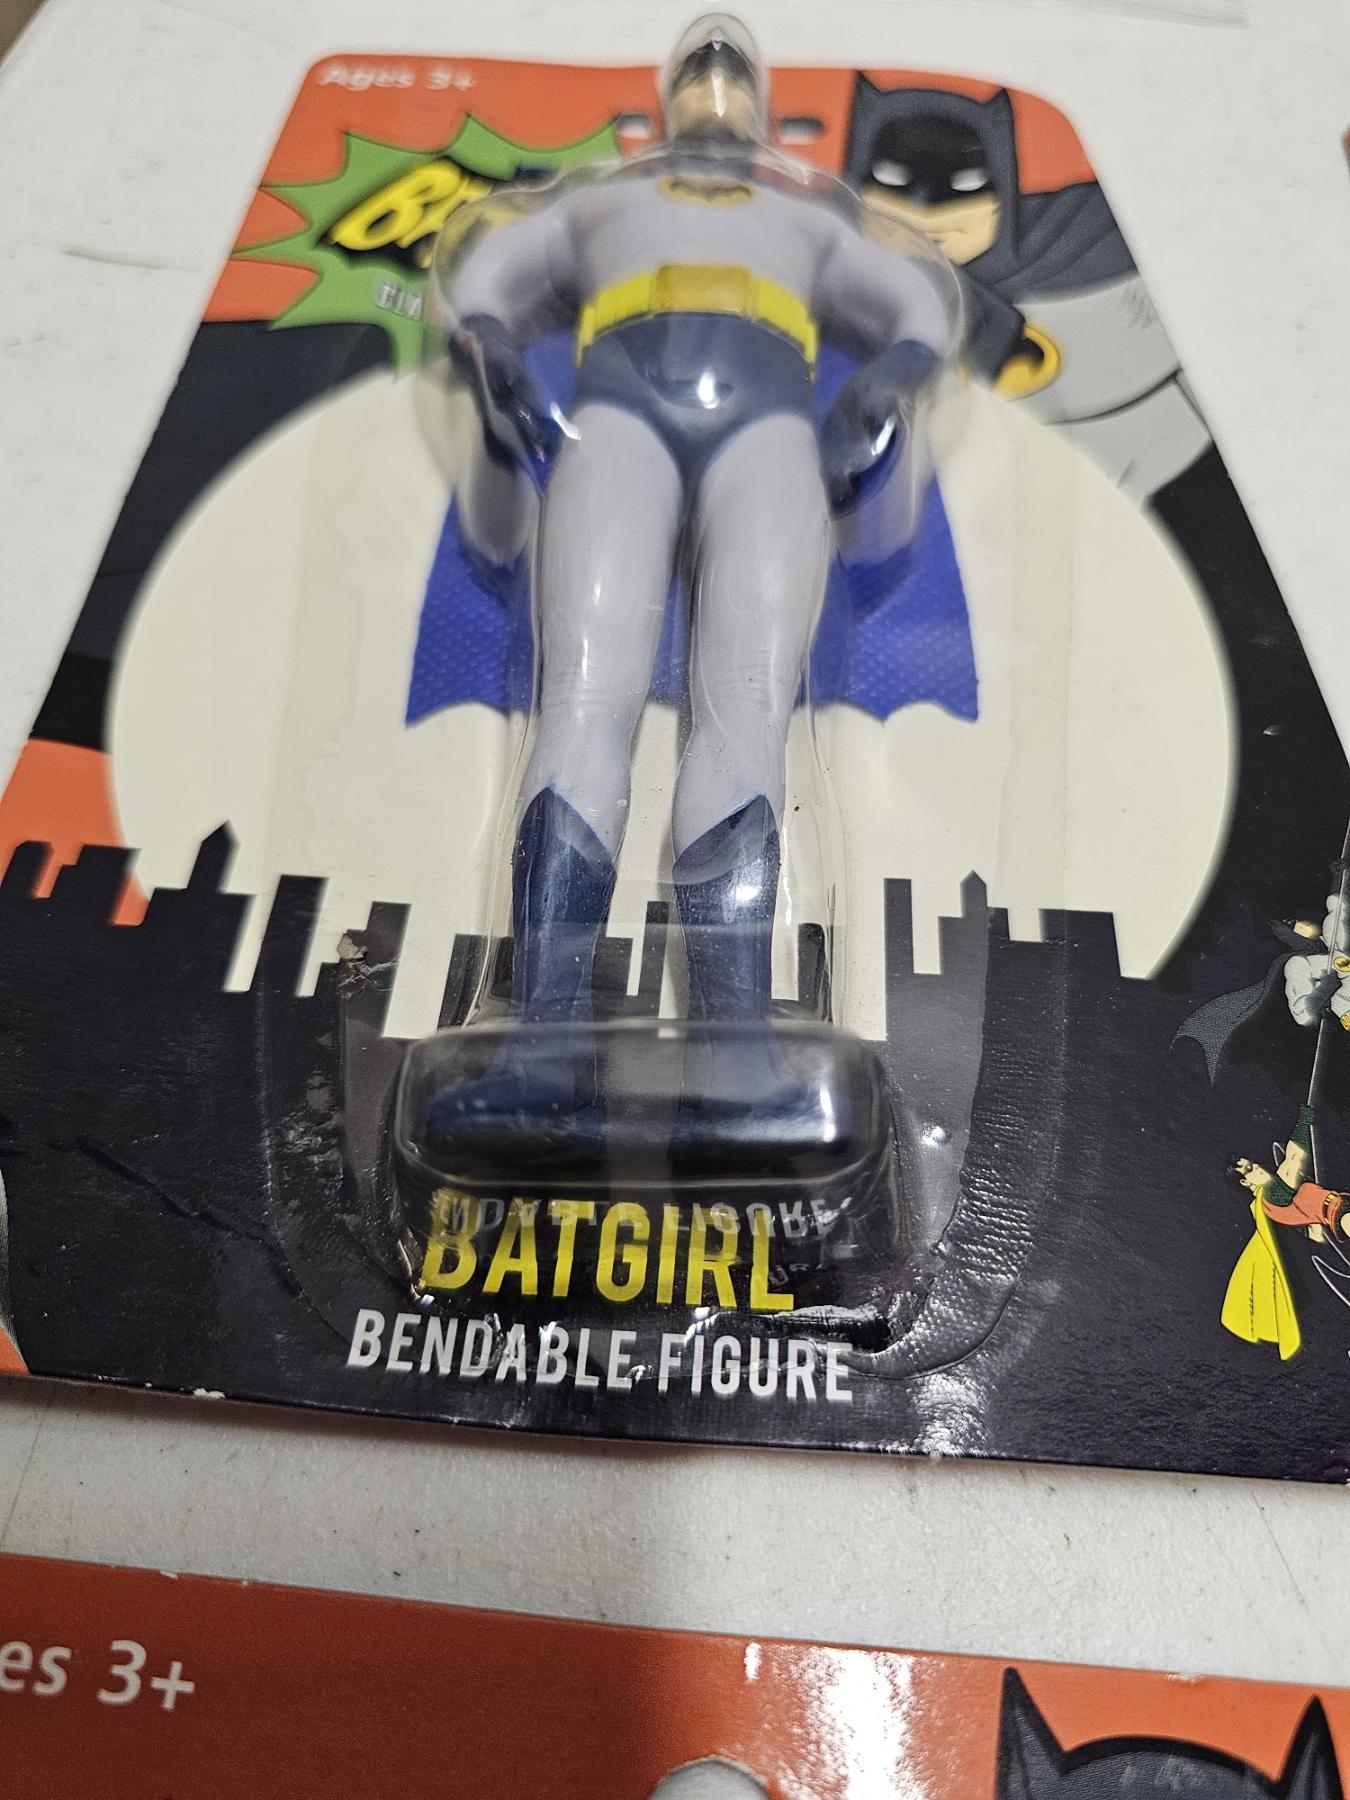 Ages 3+
BATGIRL
BENDABLE FIGURE
es 3+